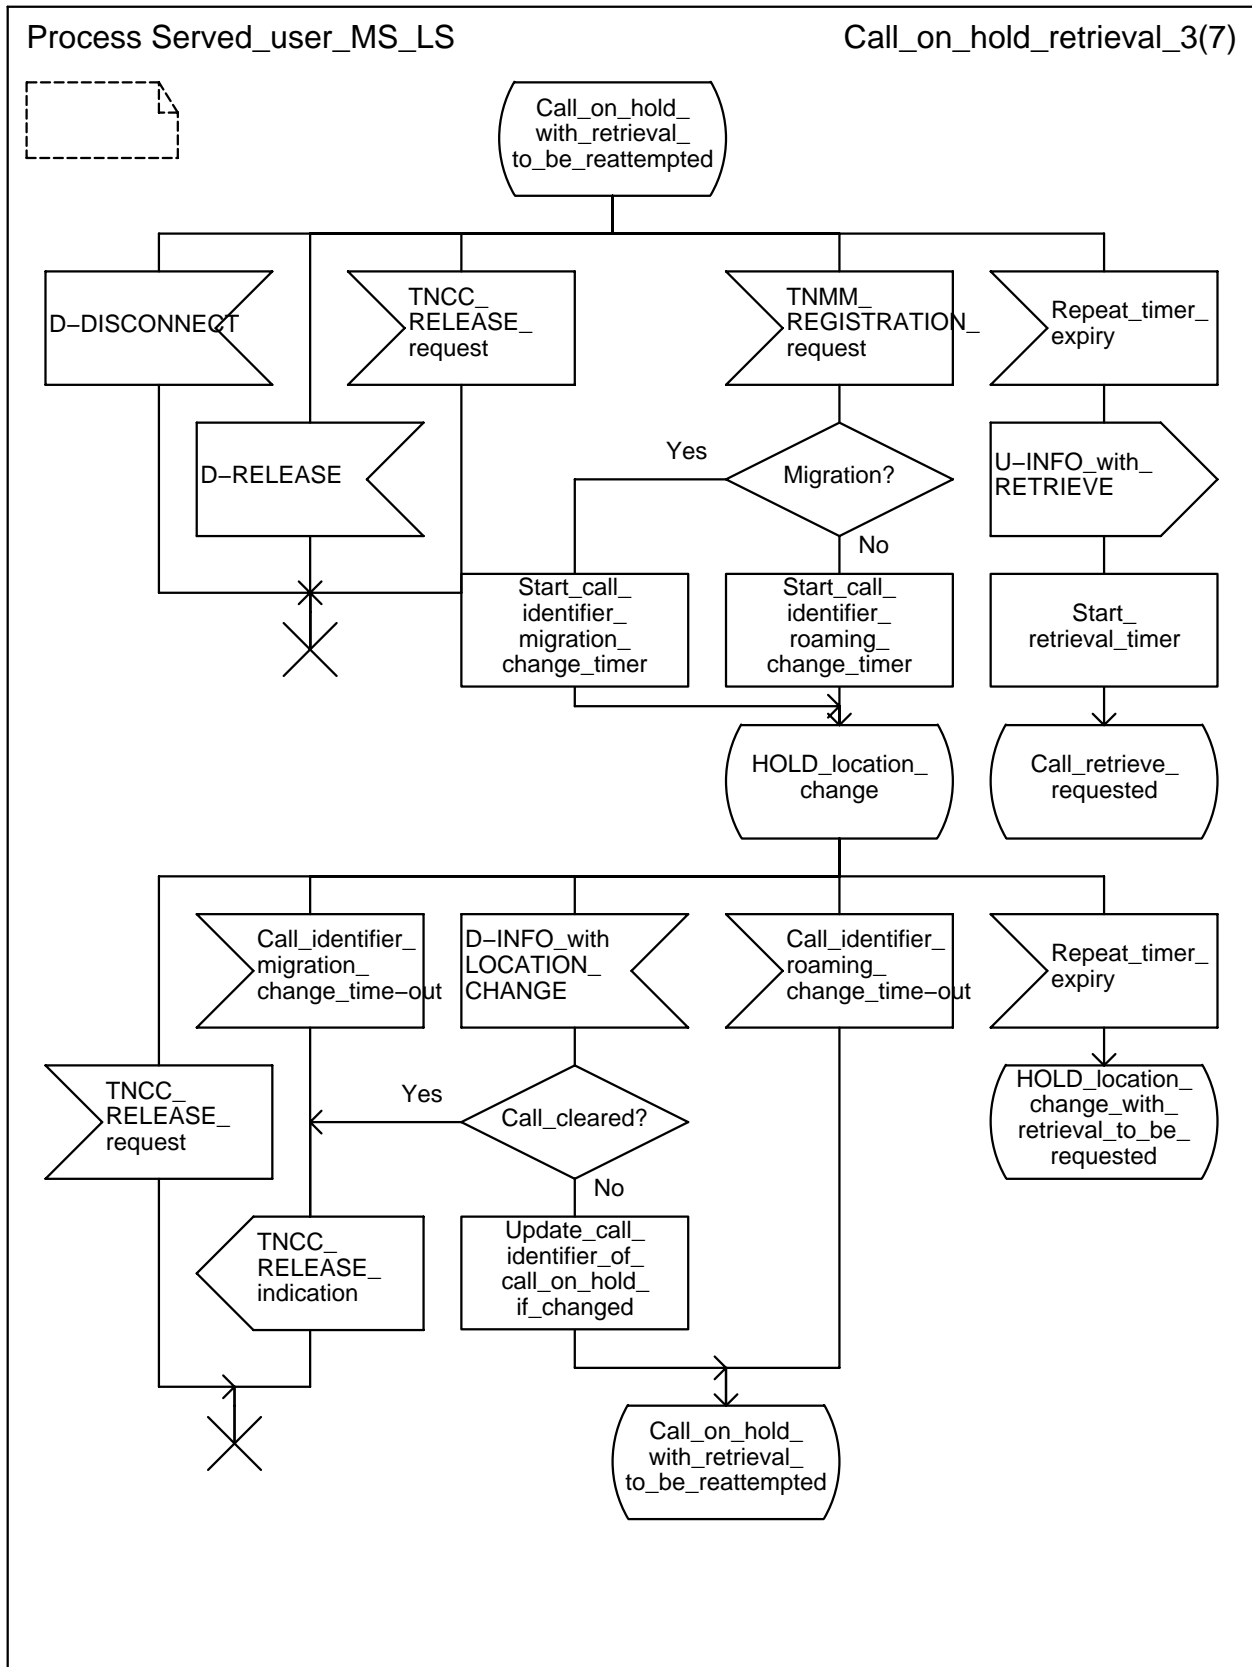 Process Served_user_MS_LS
Call_on_hold_retrieval_3(7)
Call_on_hold_
with_retrieval_
to_be_reattempted
D–DISCONNECT
TNCC_
RELEASE_
request
TNMM_
REGISTRATION_
request
Repeat_timer_
expiry
D–RELEASE
Yes
Migration?
No
U–INFO_with_
RETRIEVE
Start_call_
identifier_
migration_
change_timer
Start_call_
identifier_
roaming_
change_timer
Start_
retrieval_timer
HOLD_location_
change
Call_retrieve_
requested
Call_identifier_
migration_
change_time–out
D–INFO_with
LOCATION_
CHANGE
Call_identifier_
roaming_
change_time–out
Repeat_timer_
expiry
TNCC_
RELEASE_
request
Yes
Call_cleared?
No
HOLD_location_
change_with_
retrieval_to_be_
requested
TNCC_
RELEASE_
indication
Update_call_
identifier_of_
call_on_hold_
if_changed
Call_on_hold_
with_retrieval_
to_be_reattempted